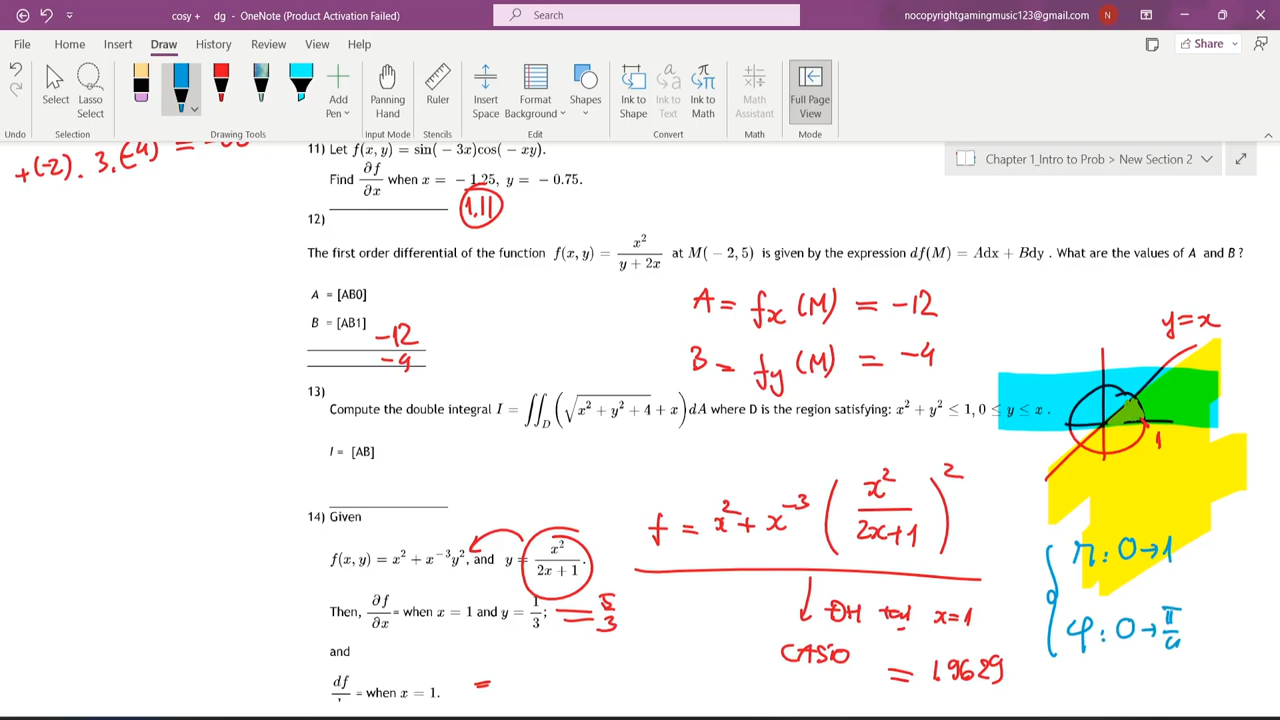 cosy + dg - OneNote (Product Activation Failed)
Search
nocopyrightgamingmusic123@gmail.com
N
File Home Insert Draw History Review View Help
Share
Select
Lasso Select
Add Pen
Panning Hand
Ruler
Insert Space
Format Background
Shapes
Ink to Shape
Ink to Text
Ink to Math
Math Assistant
Full Page View
Undo Selection Drawing Tools Input Mode Stencils Edit Convert Math Mode
Chapter 1_Intro to Prob > New Section 2
+(-2). 3.(-4) =
11) Let f(x, y) = sin( − 3x)cos( − xy).
Find ∂f/∂x when x = − 1.25, y = − 0.75.
1.11
12)
The first order differential of the function f(x, y) = x²/(y + 2x) at M( − 2, 5) is given by the expression df(M) = Adx + Bdy . What are the values of A and B ?
A = [AB0]
B = [AB1]
-12
-4
A = fx (M) = -12
B = fy (M) = -4
y=x
1
13)
Compute the double integral I = ∬_D (√(x² + y² + 4) + x) dA where D is the region satisfying: x² + y² ≤ 1, 0 ≤ y ≤ x .
I = [AB]
14) Given
f(x, y) = x² + x⁻³y², and y = x²/(2x + 1).
Then, ∂f/∂x = when x = 1 and y = 1/3; = 5/3
and
df
= when x = 1. =
f = x² + x⁻³ (x²/(2x+1))²
ĐH tại x=1
CASIO = 1.9629
r : 0→1
φ : 0→π/4